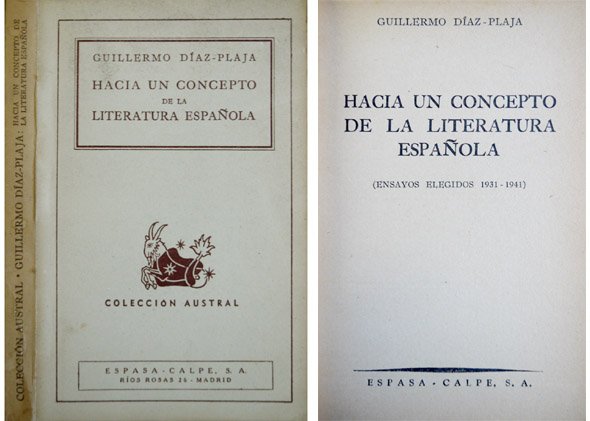 COLECCIÓN AUSTRAL • GUILLERMO DÍAZ-PLAJA: HACIA UN CONCEPTO DE
LA LITERATURA ESPAÑOLA
GUILLERMO DÍAZ-PLAJA
HACIA UN CONCEPTO
DE LA
LITERATURA ESPAÑOLA
COLECCIÓN AUSTRAL
ESPASA - CALPE, S. A.
RÍOS ROSAS 26 - MADRID
GUILLERMO DÍAZ-PLAJA
HACIA UN CONCEPTO
DE LA LITERATURA
ESPAÑOLA
(ENSAYOS ELEGIDOS 1931 - 1941)
ESPASA - CALPE, S. A.